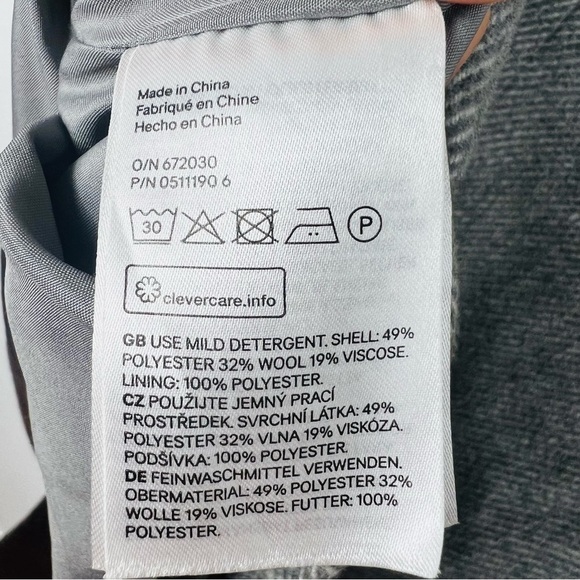 Made in China
Fabriqué en Chine
Hecho en China
O/N 672030
P/N 0511190 6
30 P
clevercare.info
GB USE MILD DETERGENT. SHELL: 49%
POLYESTER 32% WOOL 19% VISCOSE.
LINING: 100% POLYESTER.
CZ POUŽIJTE JEMNÝ PRACÍ
PROSTŘEDEK. SVRCHNÍ LÁTKA: 49%
POLYESTER 32% VLNA 19% VISKÓZA.
PODŠÍVKA: 100% POLYESTER.
DE FEINWASCHMITTEL VERWENDEN.
OBERMATERIAL: 49% POLYESTER 32%
WOLLE 19% VISKOSE. FUTTER: 100%
POLYESTER.